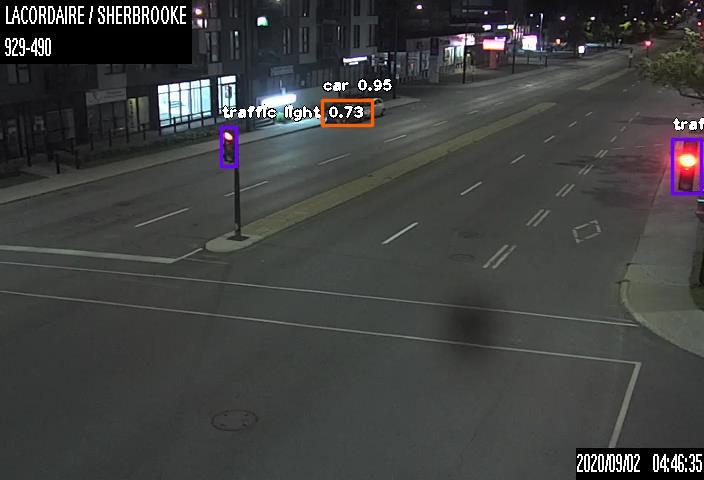 LACORDAIRE / SHERBROOKE
929-490
car 0.95
traffic light 0.73
traf
2020/09/02 04:46:35